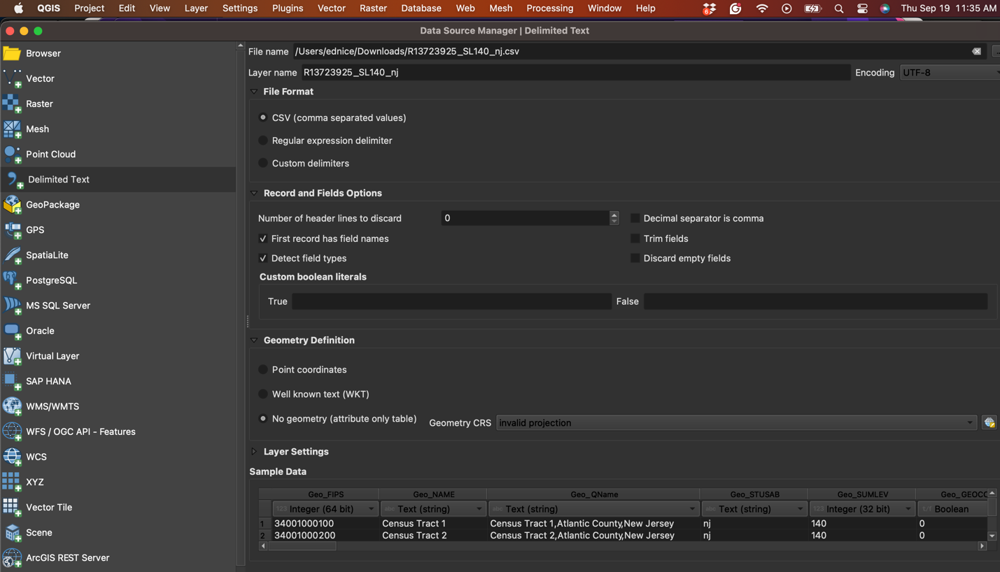 QGIS Project Edit View Layer Settings Plugins Vector Raster Database Web Mesh Processing Window Help 6 Thu Sep 19 11:35 AM
Data Source Manager | Delimited Text
Browser
Vector
Raster
Mesh
Point Cloud
Delimited Text
GeoPackage
GPS
SpatiaLite
PostgreSQL
MS SQL Server
Oracle
Virtual Layer
SAP HANA
WMS/WMTS
WFS / OGC API - Features
WCS
XYZ
Vector Tile
Scene
ArcGIS REST Server
File name /Users/ednice/Downloads/R13723925_SL140_nj.csv
Layer name R13723925_SL140_nj Encoding UTF-8
File Format
CSV (comma separated values)
Regular expression delimiter
Custom delimiters
Record and Fields Options
Number of header lines to discard 0 Decimal separator is comma
First record has field names Trim fields
Detect field types Discard empty fields
Custom boolean literals
True False
Geometry Definition
Point coordinates
Well known text (WKT)
No geometry (attribute only table) Geometry CRS invalid projection
Layer Settings
Sample Data
Geo_FIPS Geo_NAME Geo_QName Geo_STUSAB Geo_SUMLEV Geo_GEOCC
123 Integer (64 bit) abc Text (string) abc Text (string) abc Text (string) 123 Integer (32 bit) t/f Boolean
1 34001000100 Census Tract 1 Census Tract 1,Atlantic County,New Jersey nj 140 0
2 34001000200 Census Tract 2 Census Tract 2,Atlantic County,New Jersey nj 140 0